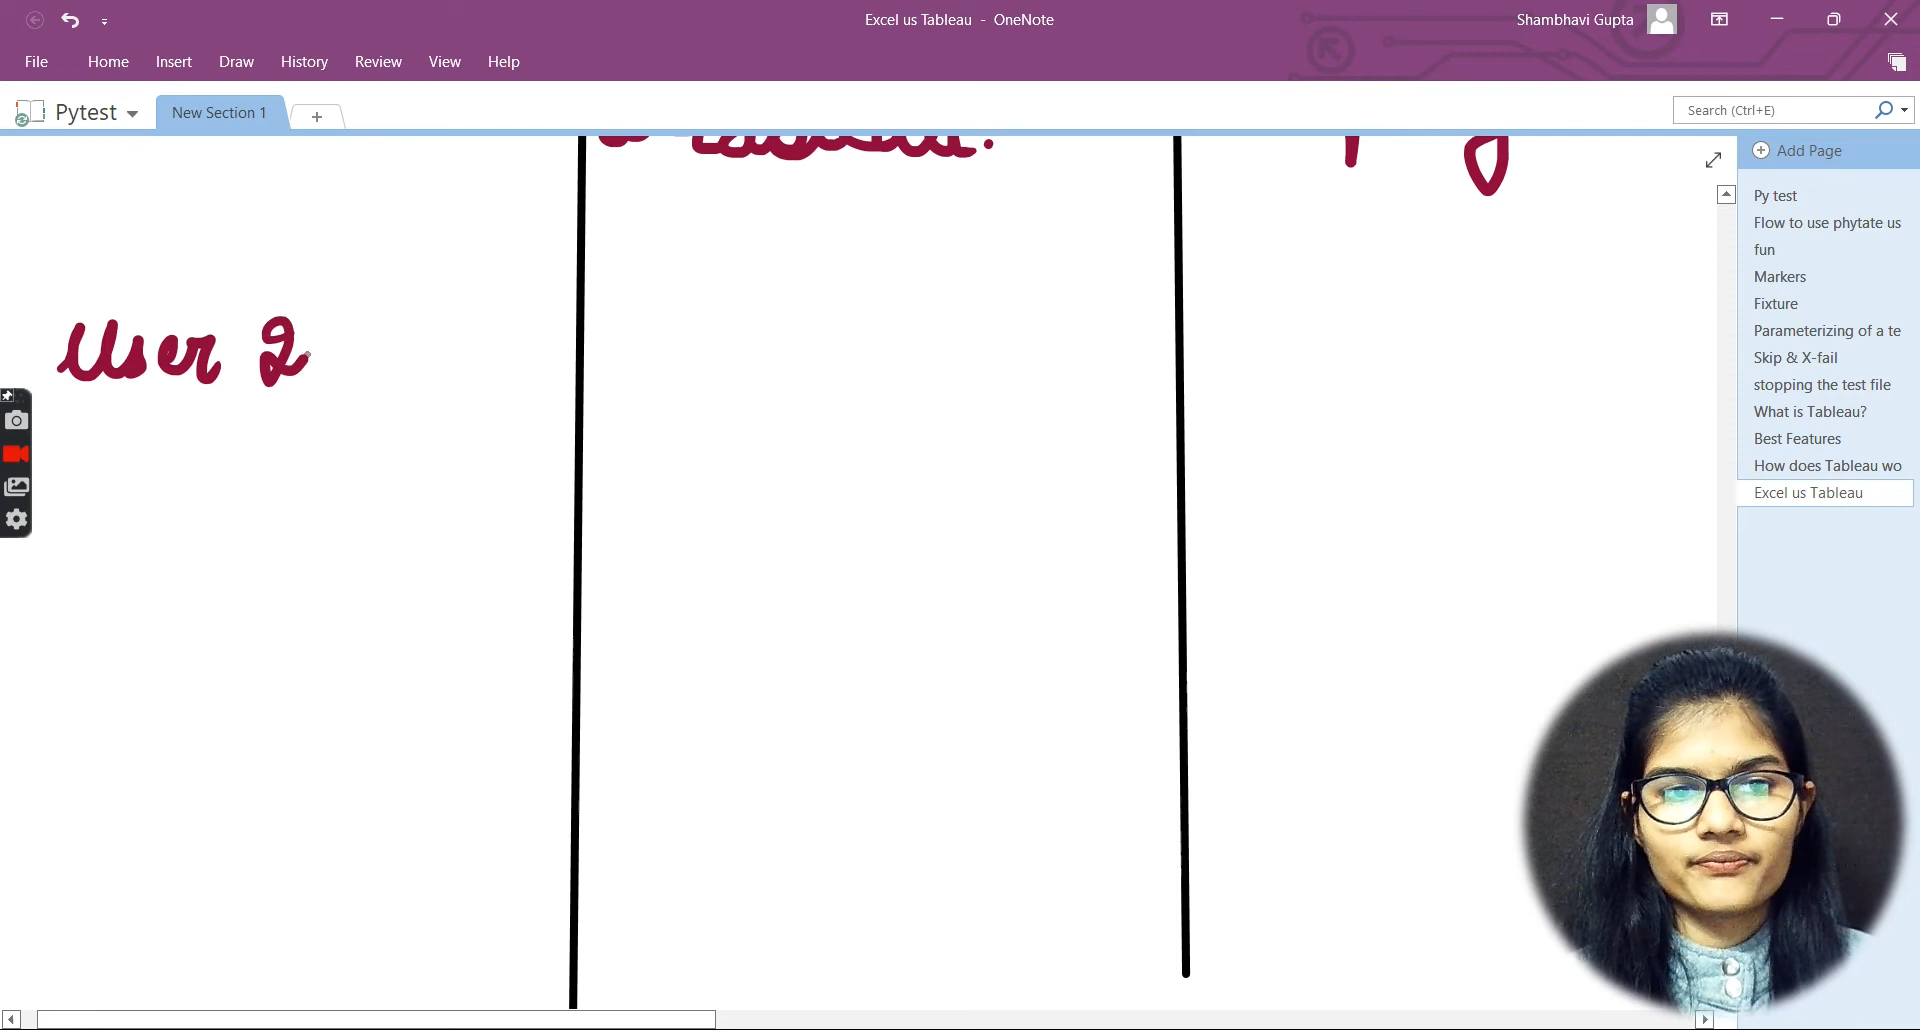 Excel us Tableau - OneNote
Shambhavi Gupta
File Home Insert Draw History Review View Help
Pytest
New Section 1
+
Search (Ctrl+E)
Add Page
Py test
Flow to use phytate us
fun
Markers
Fixture
Parameterizing of a te
Skip & X-fail
stopping the test file
What is Tableau?
Best Features
How does Tableau wo
Excel us Tableau
User 2